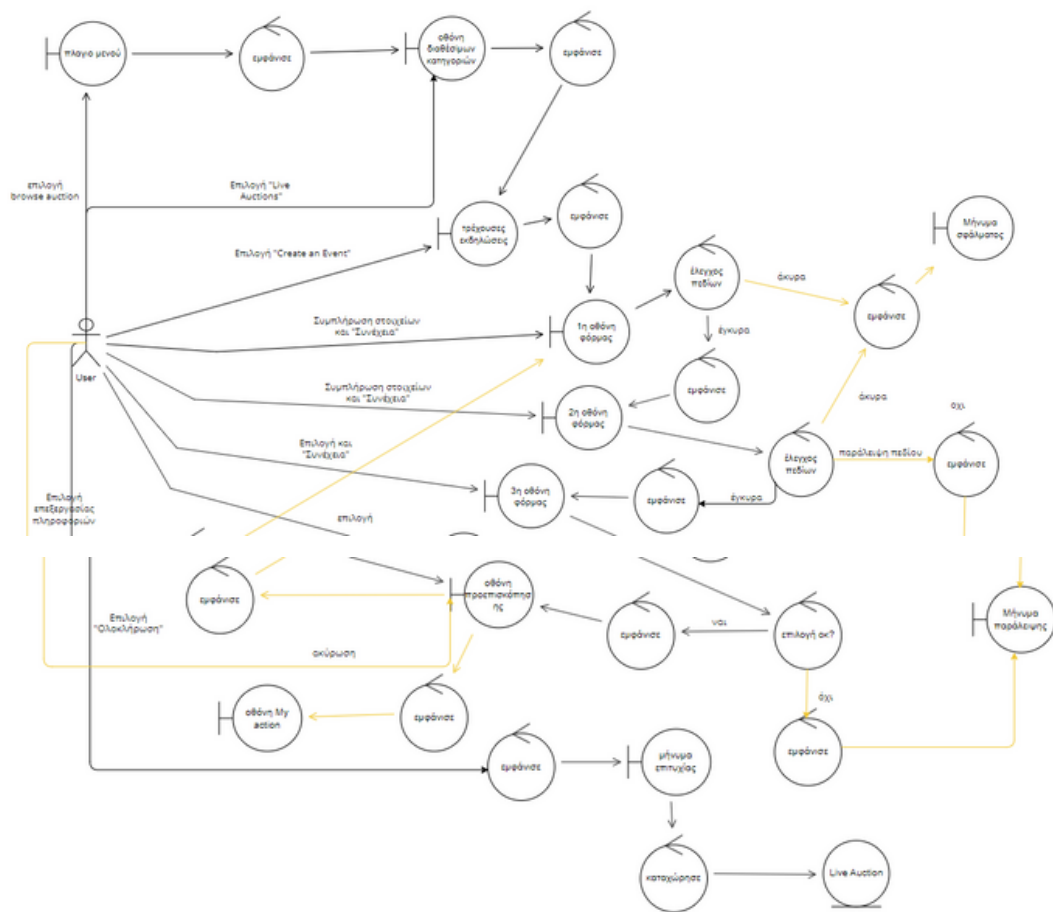 πλαγιο μενού
εμφάνισε
οθόνη
διαθέσιμων
κατηγοριών
εμφάνισε
επιλογή
browse auction
Επιλογή "Live
Auctions"
τρέχουσες
εκδηλώσεις
εμφάνισε
Μήνυμα
σφάλματος
Επιλογή "Create an Event"
έλεγχος
πεδίων
άκυρα
Συμπλήρωση στοιχείων
και "Συνέχεια"
1η οθόνη
φόρμας
εμφάνισε
έγκυρα
User
Συμπλήρωση στοιχείων
και "Συνέχεια"
εμφάνισε
άκυρα
οχι
2η οθόνη
φόρμας
Επιλογή και
"Συνέχεια"
έλεγχος
πεδίων
παράλειψη πεδίου
εμφάνισε
Επιλογή
επεξεργασίας
πληροφοριών
3η οθόνη
φόρμας
εμφάνισε
έγκυρα
επιλογή
εμφάνισε
οθόνη
προεπισκόπησ
ης
Μήνυμα
παράλειψης
Επιλογή
"Ολοκλήρωση"
εμφάνισε
ναι
επιλογή οκ?
ακύρωση
όχι
οθόνη My
action
εμφάνισε
εμφάνισε
εμφάνισε
μήνυμα
επιτυχίας
καταχώρησε
Live Auction